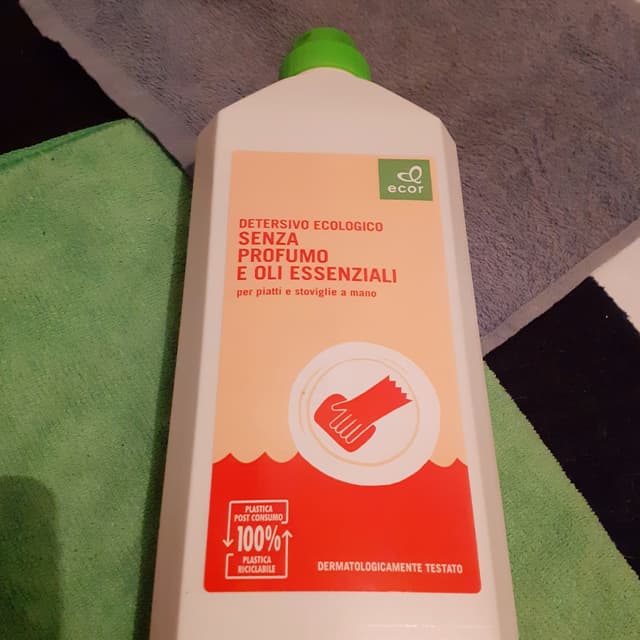 ecor
DETERSIVO ECOLOGICO
SENZA
PROFUMO
E OLI ESSENZIALI
per piatti e stoviglie a mano
PLASTICA
POST CONSUMO
100%
PLASTICA
RICICLABILE
DERMATOLOGICAMENTE TESTATO